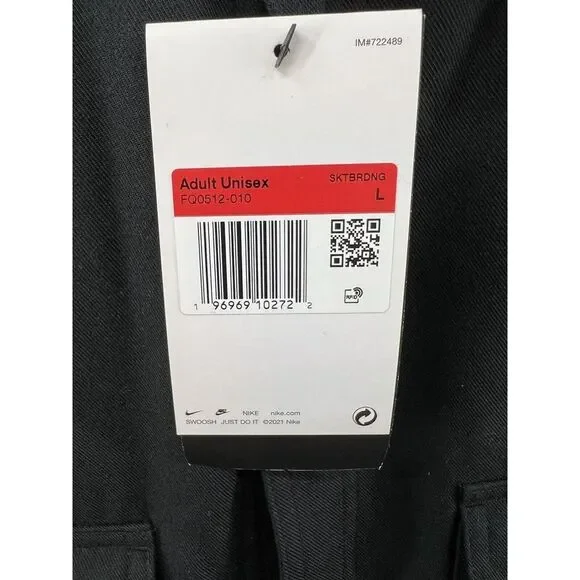 IM#722489
Adult Unisex SKTBRDNG
FQ0512-010 L
1 96969 10272 2
RFID
NIKE nike.com
SWOOSH JUST DO IT ©2021 Nike